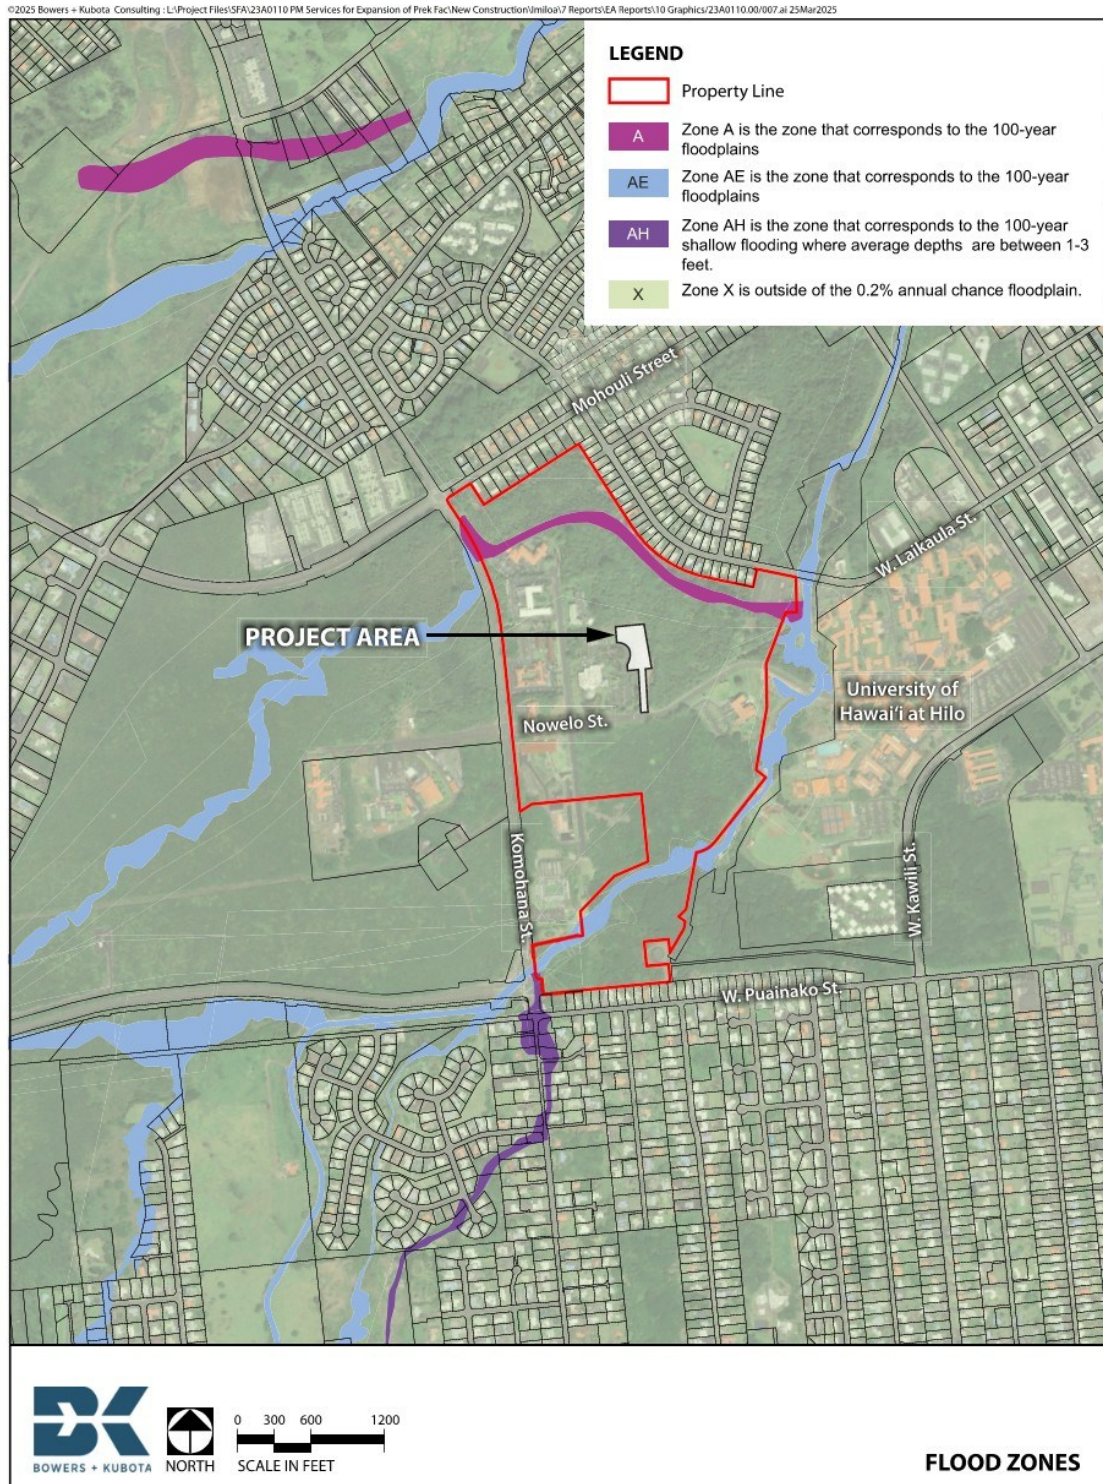 ©2025 Bowers + Kubota Consulting : L:\Project Files\SFA\23A0110 PM Services for Expansion of Prek Fac\New Construction\Imiloa\7 Reports\EA Reports\10 Graphics/23A0110.00/007.ai 25Mar2025
LEGEND
Property Line
A
Zone A is the zone that corresponds to the 100-year
floodplains
AE
Zone AE is the zone that corresponds to the 100-year
floodplains
AH
Zone AH is the zone that corresponds to the 100-year
shallow flooding where average depths are between 1-3
feet.
X
Zone X is outside of the 0.2% annual chance floodplain.
Mohouli Street
W. Laikaula St.
PROJECT AREA
University of
Hawai'i at Hilo
Nowelo St.
Komohana St.
W. Kawili St.
W. Puainako St.
BK
BOWERS + KUBOTA
NORTH
0 300 600 1200
SCALE IN FEET
FLOOD ZONES